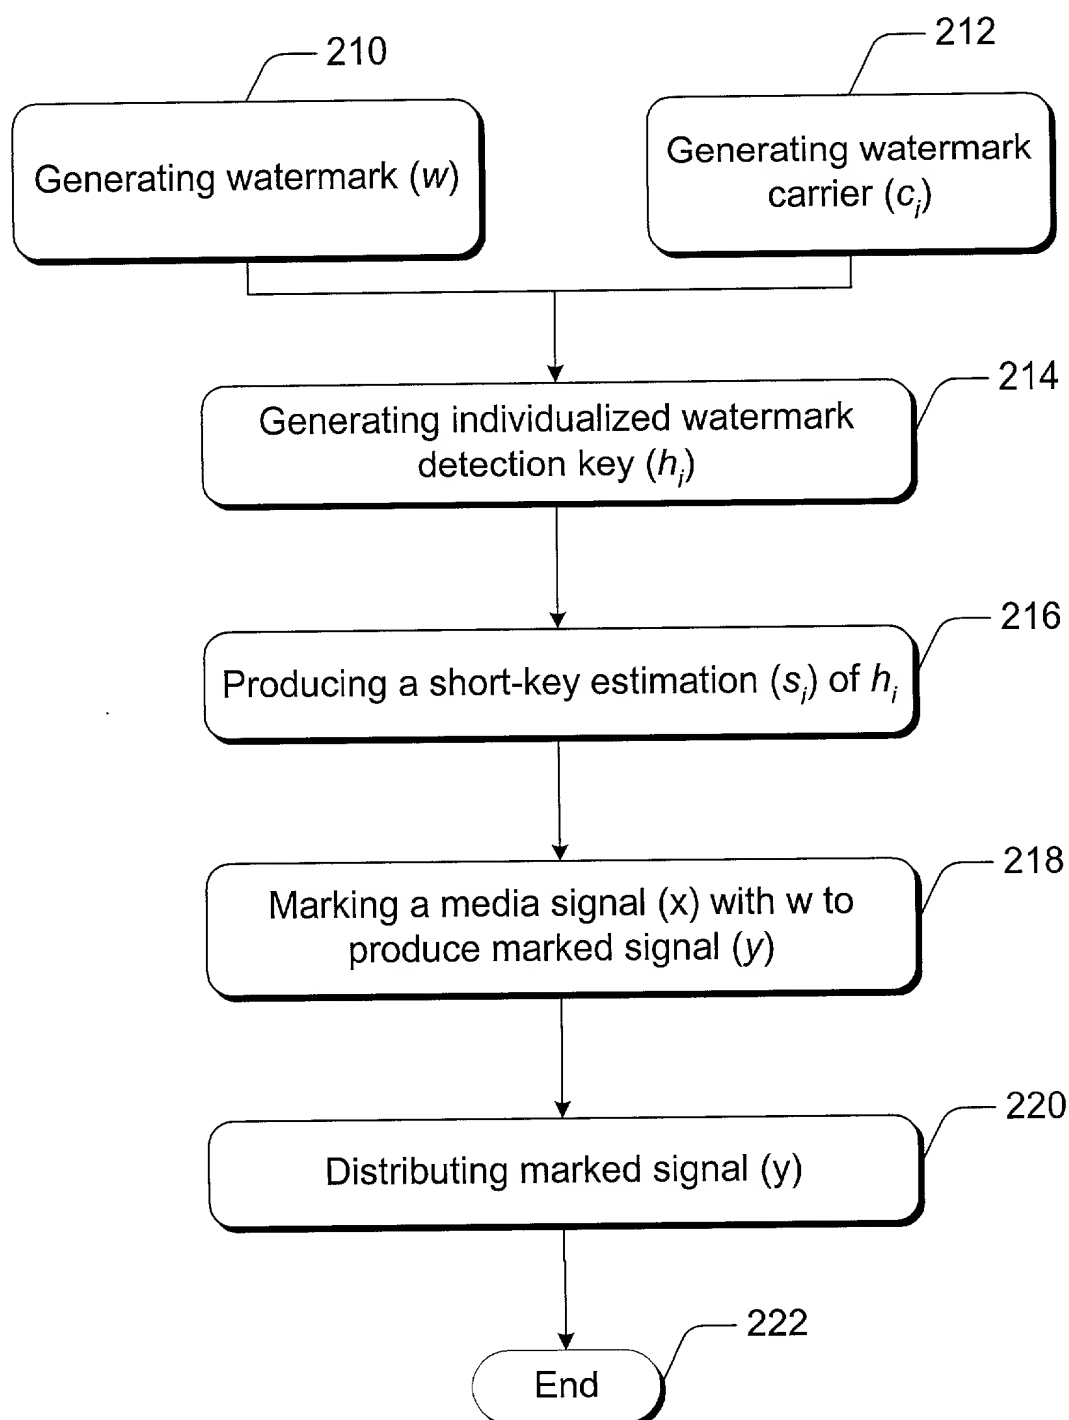 210
Generating watermark (w)
212
Generating watermark
carrier (cᵢ)
214
Generating individualized watermark
detection key (hᵢ)
216
Producing a short-key estimation (sᵢ) of hᵢ
218
Marking a media signal (x) with w to
produce marked signal (y)
220
Distributing marked signal (y)
222
End